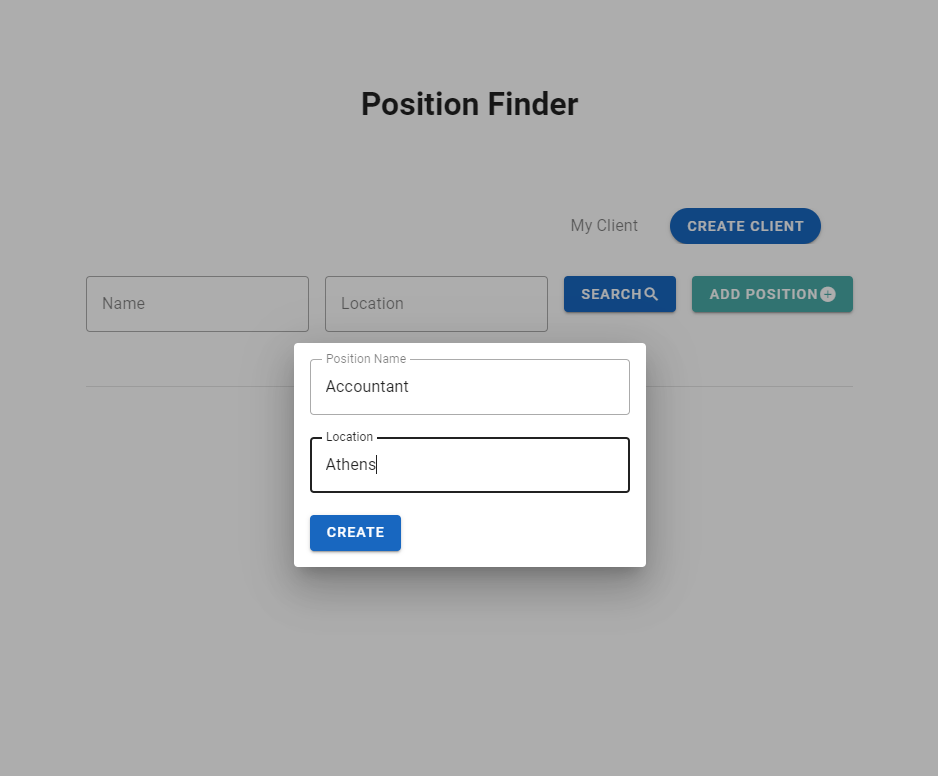 Position Finder
My Client
CREATE CLIENT
Name
Location
SEARCH
ADD POSITION
Position Name
Accountant
Location
Athens
CREATE